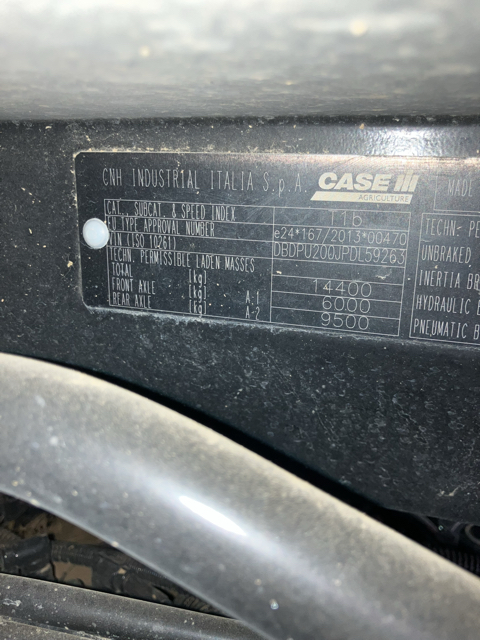 CNH INDUSTRIAL ITALIA S.p.A. CASE III
AGRICULTURE
MADE
CAT. SUBCAT. & SPEED INDEX T1b
EU TYPE APPROVAL NUMBER e24*167/2013*00470
VIN (ISO 10261) DBDPU200JPDL59263
TECHN. PERMISSIBLE LADEN MASSES
TOTAL [kg] 14400
FRONT AXLE [kg] A-1 6000
REAR AXLE [kg] A-2 9500
TECHN- PE
UNBRAKED
INERTIA BR
HYDRAULIC B
PNEUMATIC B